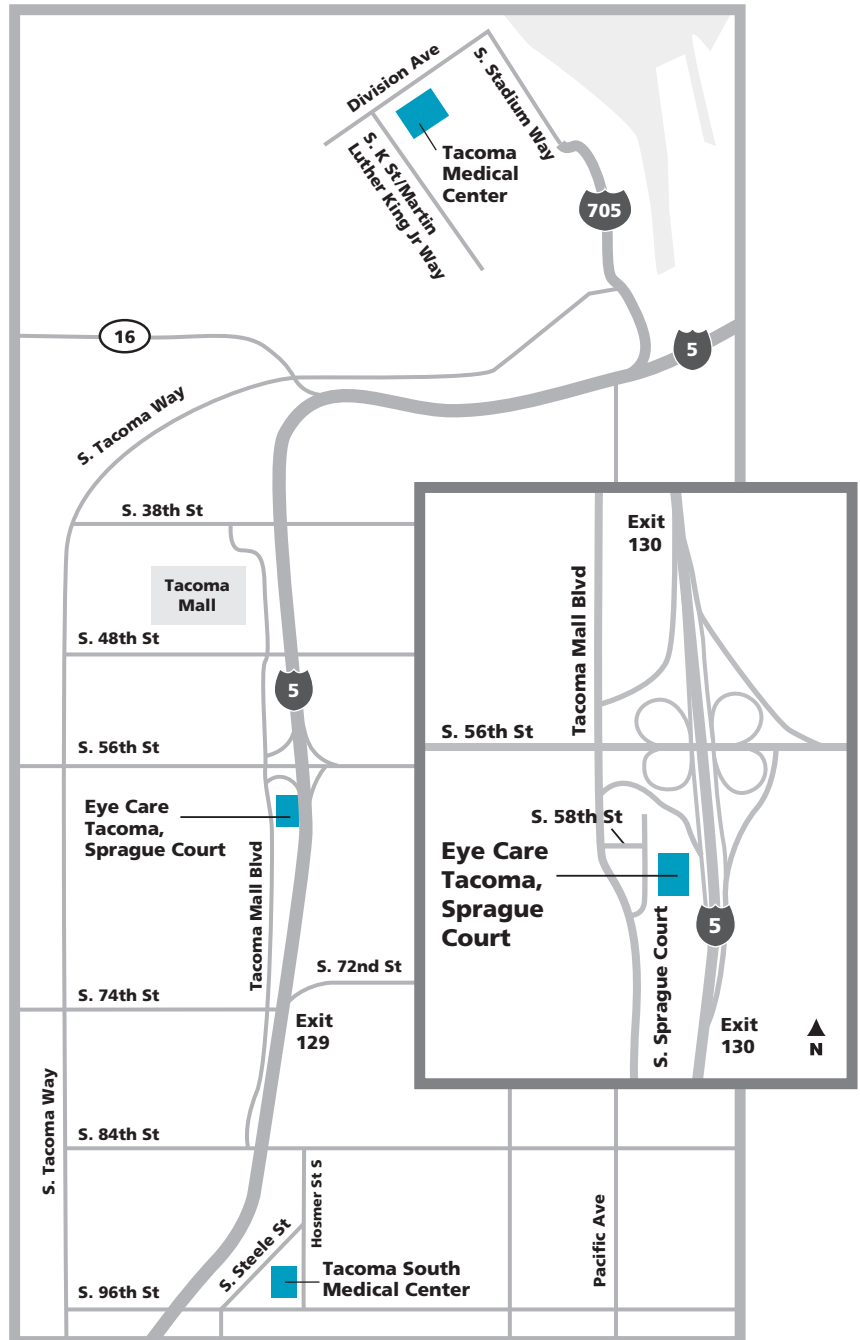 Division Ave
S. Stadium Way
S. K St/Martin
Luther King Jr Way
Tacoma
Medical
Center
705
16
5
S. Tacoma Way
S. 38th St
Tacoma
Mall
S. 48th St
5
S. 56th St
Eye Care
Tacoma,
Sprague Court
Tacoma Mall Blvd
S. 72nd St
S. 74th St
Exit
129
S. Tacoma Way
S. 84th St
Hosmer St S
S. Steele St
Tacoma South
Medical Center
S. 96th St
Pacific Ave
Exit
130
Tacoma Mall Blvd
S. 56th St
S. 58th St
Eye Care
Tacoma,
Sprague
Court
5
S. Sprague Court
Exit
130
N